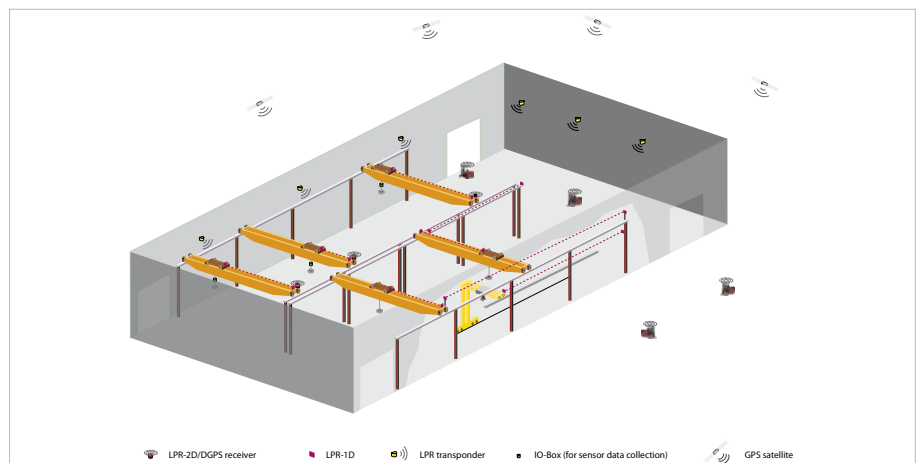 LPR-2D/DGPS receiver LPR-1D LPR transponder IO-Box (for sensor data collection) GPS satellite